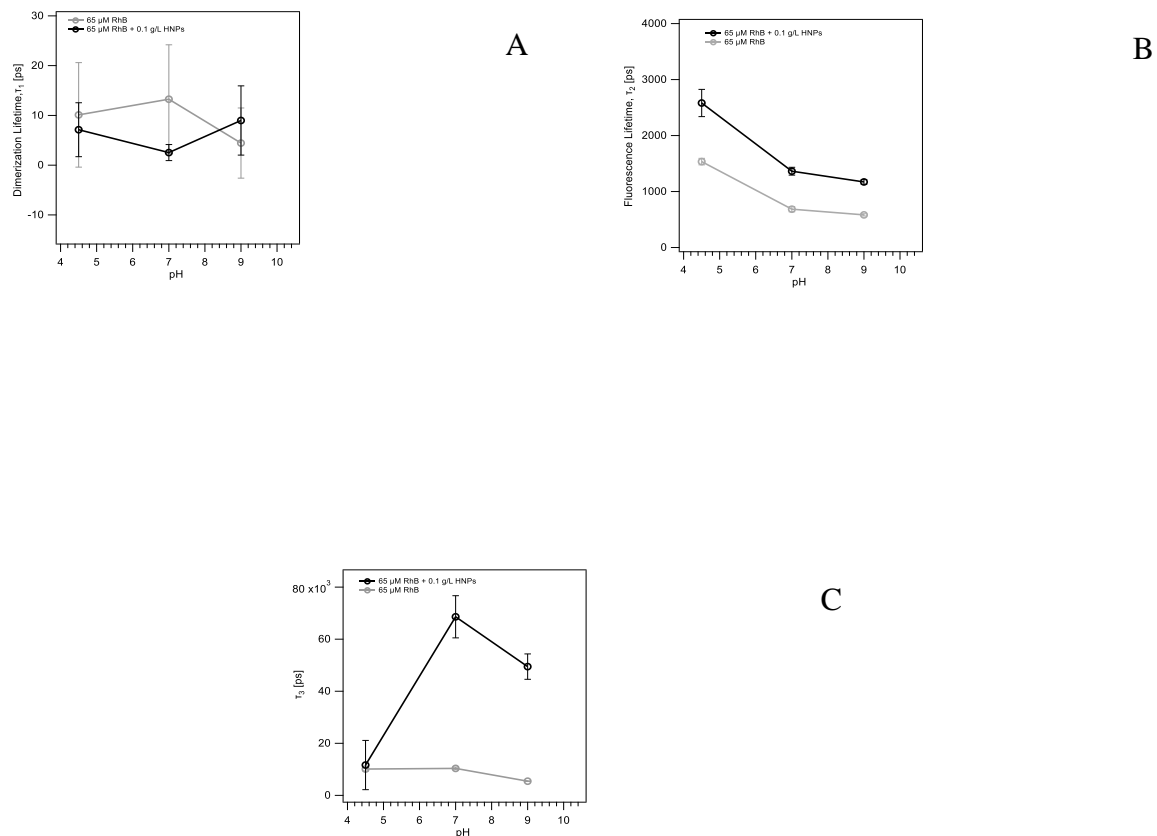 65 µM RhB
65 µM RhB + 0.1 g/L HNPs
30
20
10
0
-10
Dimerization Lifetime,τ₁ [ps]
4 5 6 7 8 9 10
pH
A
65 µM RhB + 0.1 g/L HNPs
65 µM RhB
4000
3000
2000
1000
0
Fluorescence Lifetime, τ₂ [ps]
4 5 6 7 8 9 10
pH
B
65 µM RhB + 0.1 g/L HNPs
65 µM RhB
80 x10³
60
40
20
0
τ₃ [ps]
4 5 6 7 8 9 10
pH
C